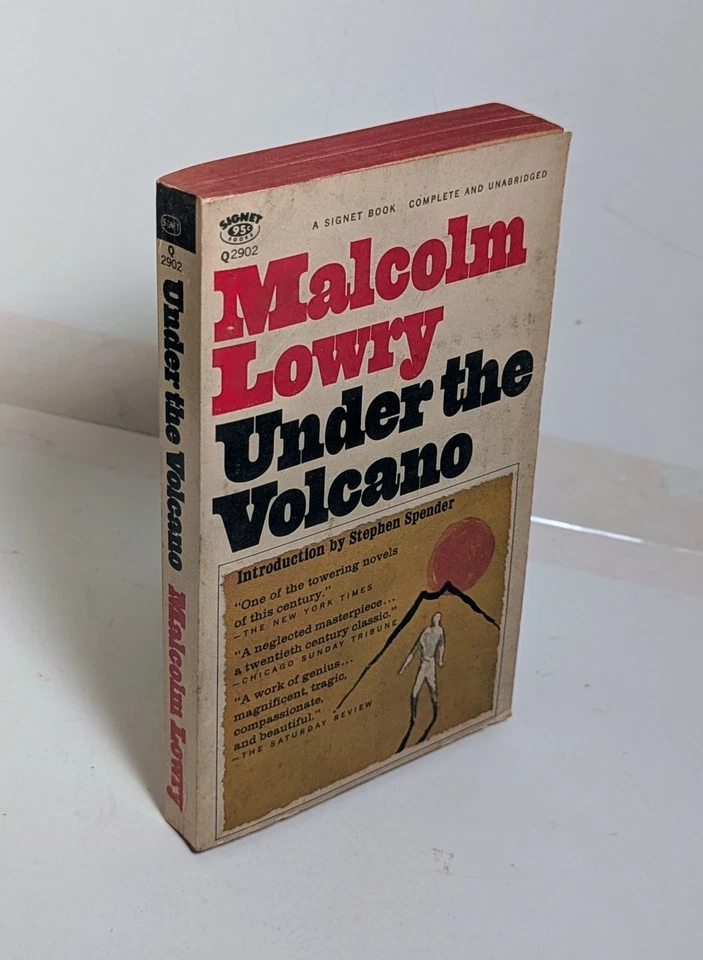 SIGNET
95¢
BOOKS
Q2902
A SIGNET BOOK COMPLETE AND UNABRIDGED
Malcolm
Lowry
Under the
Volcano
Introduction by Stephen Spender
"One of the towering novels
of this century."
—THE NEW YORK TIMES
"A neglected masterpiece...
a twentieth century classic."
—CHICAGO SUNDAY TRIBUNE
"A work of genius...
magnificent, tragic,
compassionate,
and beautiful."
—THE SATURDAY REVIEW
SIGNET
Q
2902
Under the Volcano Malcolm Lowry